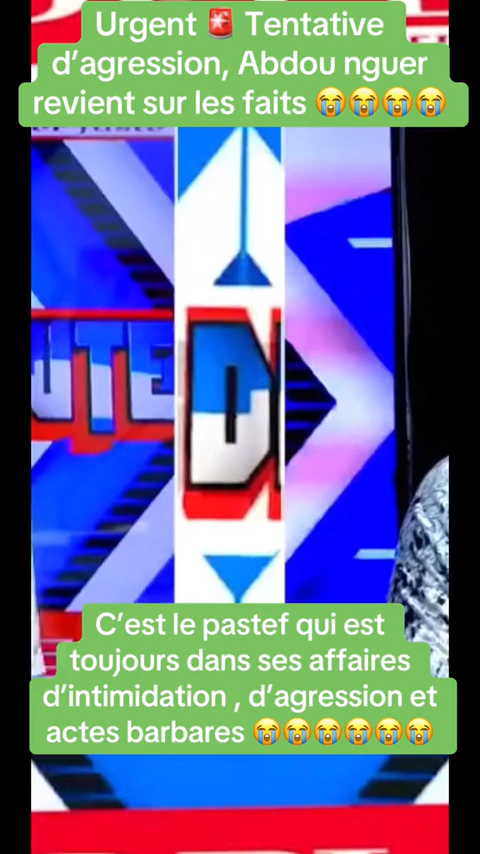 Urgent 🚨 Tentative
d’agression, Abdou nguer
revient sur les faits 😭😭😭😭
UTE
D
C’est le pastef qui est
toujours dans ses affaires
d’intimidation , d’agression et
actes barbares 😭😭😭😭😭😭